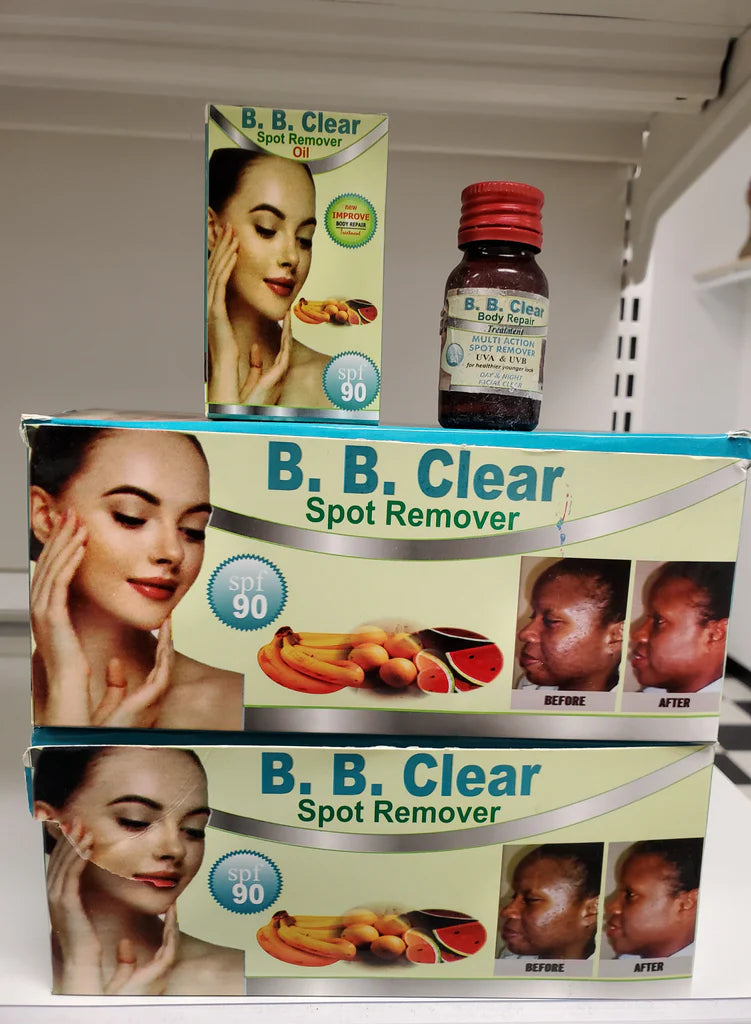 B. B. Clear
Spot Remover
Oil
new
IMPROVE
BODY REPAIR
Treatment
spf
90
B. B. Clear
Body Repair
Treatment
MULTI ACTION
SPOT REMOVER
UVA & UVB
for healthier younger look
DAY & NIGHT
FACIAL CLEAR
B. B. Clear
Spot Remover
spf
90
BEFORE
AFTER
B. B. Clear
Spot Remover
spf
90
BEFORE
AFTER